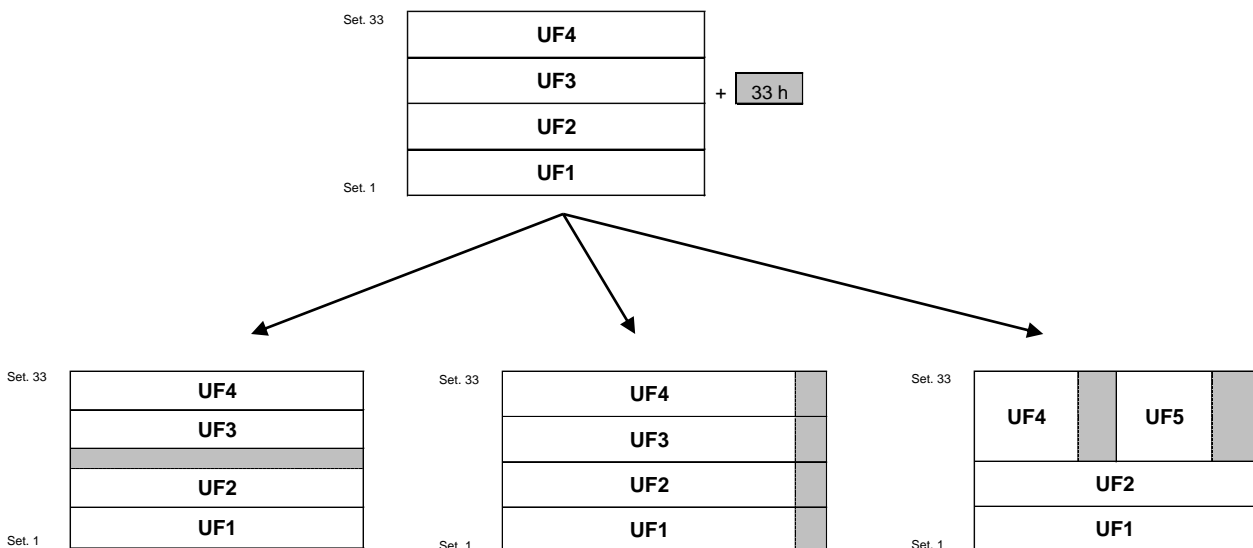 Set. 33
UF4
UF3
+ 33 h
UF2
UF1
Set. 1
Set. 33
UF4
UF3
UF2
UF1
Set. 1
Set. 33
UF4
UF3
UF2
UF1
Set. 1
Set. 33
UF4 UF5
UF2
UF1
Set. 1